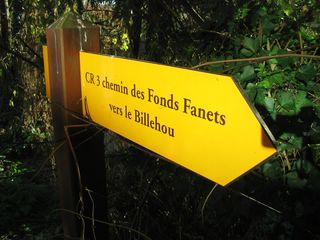 CR 3 chemin des Fonds Fanets
vers le Billehou